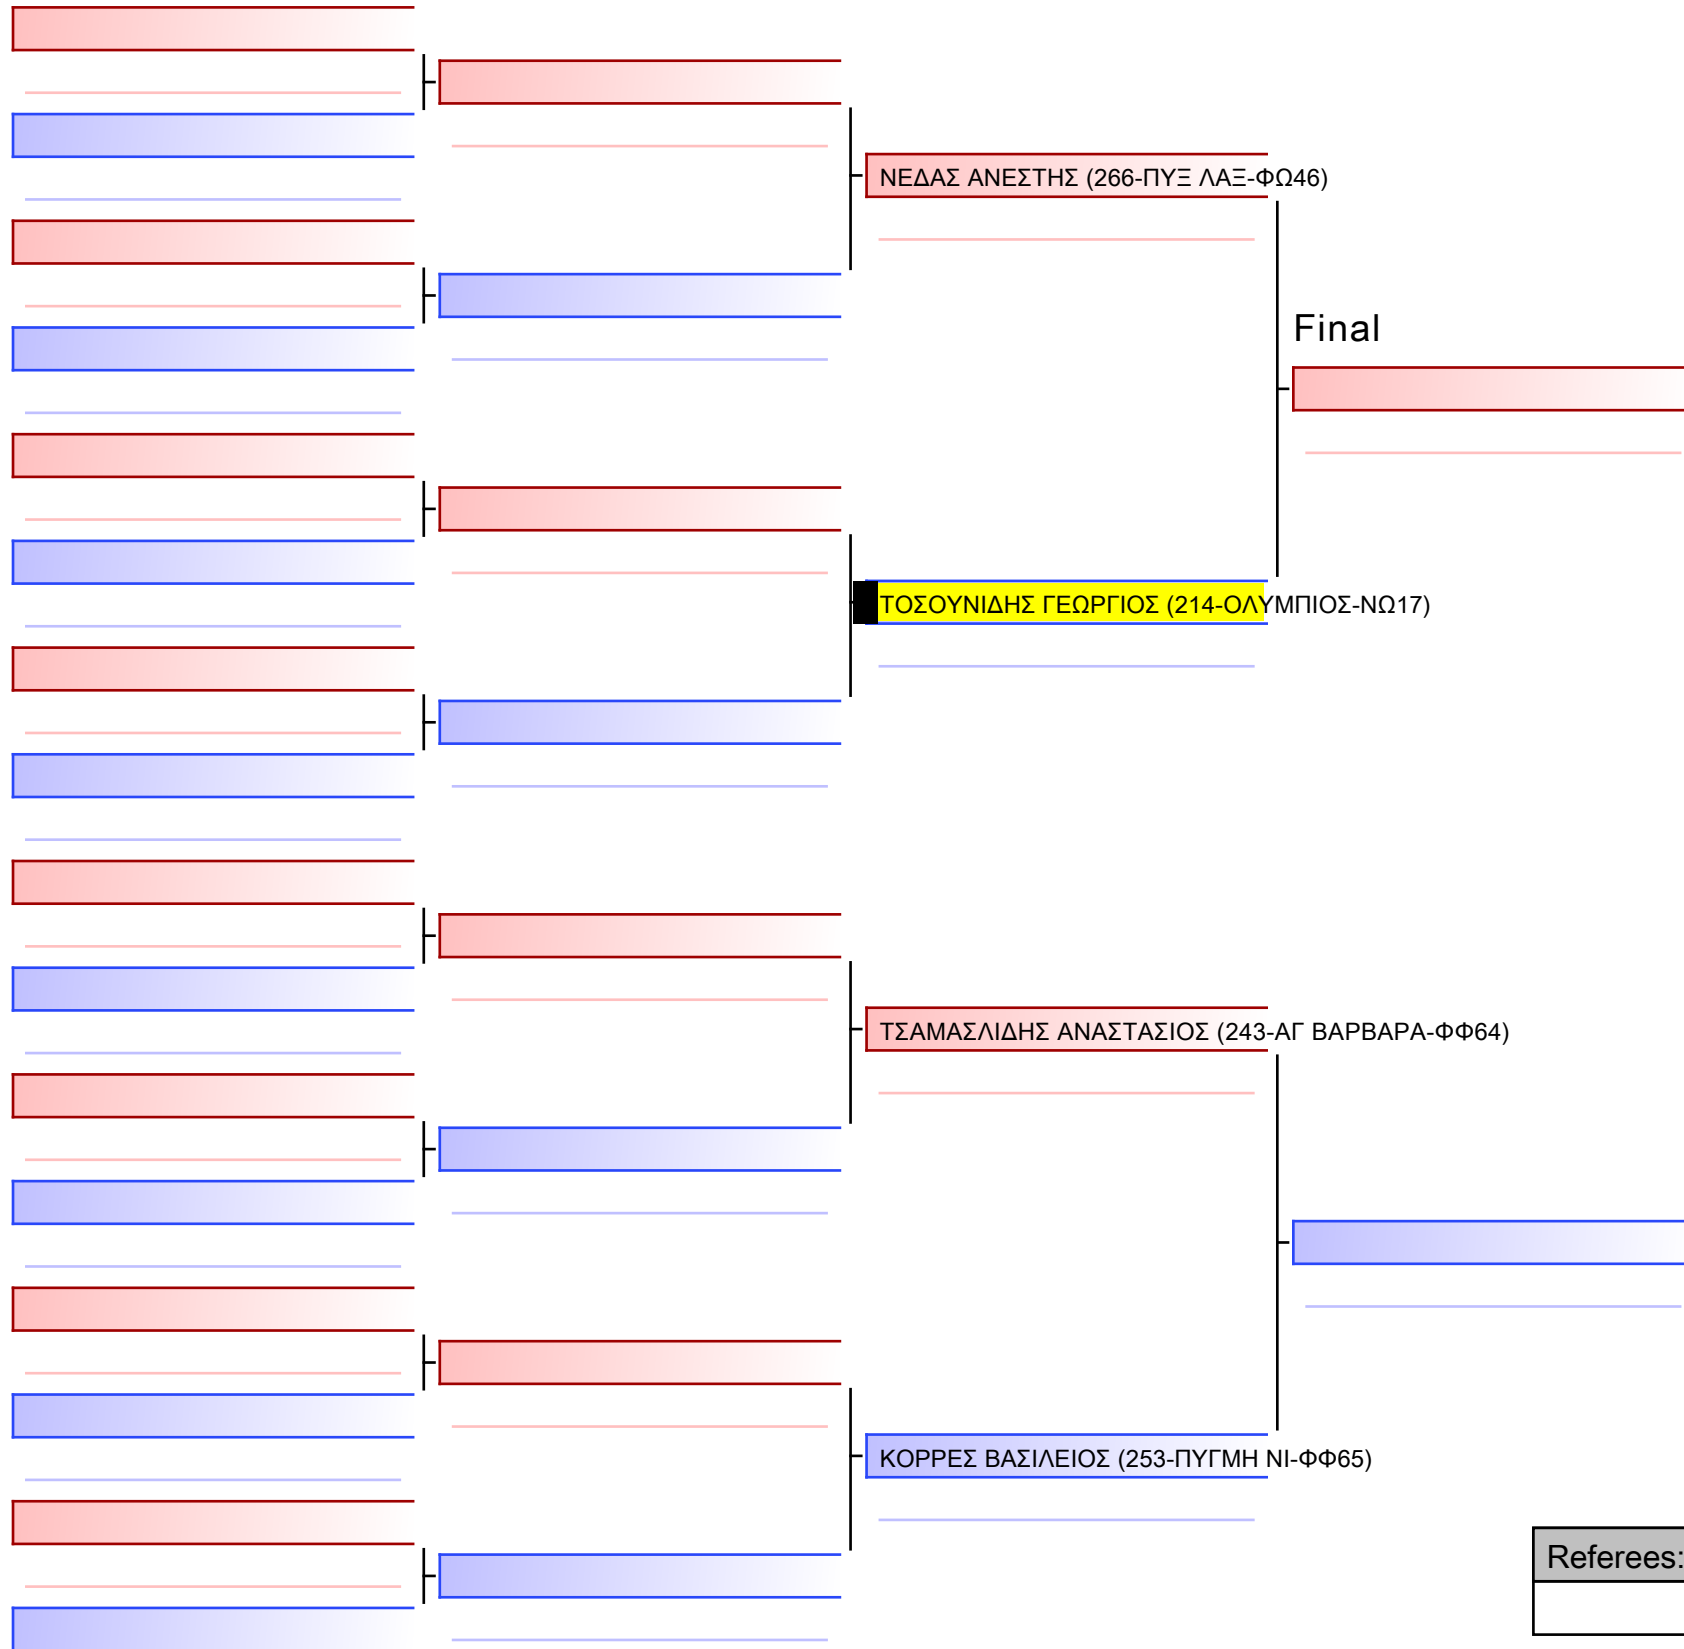 ΝΕΔΑΣ ΑΝΕΣΤΗΣ (266-ΠΥΞ ΛΑΞ-ΦΩ46)
Final
ΤΟΣΟΥΝΙΔΗΣ ΓΕΩΡΓΙΟΣ (214-ΟΛΥΜΠΙΟΣ-ΝΩ17)
ΤΣΑΜΑΣΛΙΔΗΣ ΑΝΑΣΤΑΣΙΟΣ (243-ΑΓ ΒΑΡΒΑΡΑ-ΦΦ64)
ΚΟΡΡΕΣ ΒΑΣΙΛΕΙΟΣ (253-ΠΥΓΜΗ ΝΙ-ΦΦ65)
Referees: